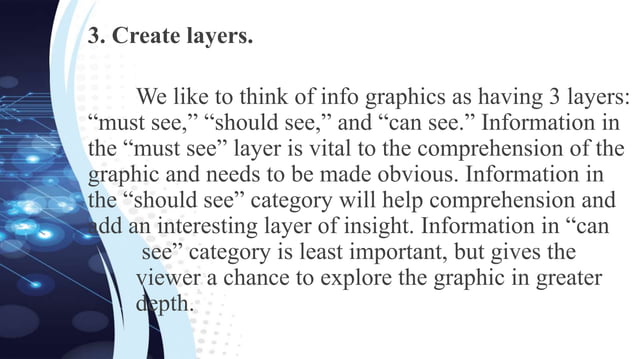 3. Create layers.
We like to think of info graphics as having 3 layers:
“must see,” “should see,” and “can see.” Information in
the “must see” layer is vital to the comprehension of the
graphic and needs to be made obvious. Information in
the “should see” category will help comprehension and
add an interesting layer of insight. Information in “can
see” category is least important, but gives the
viewer a chance to explore the graphic in greater
depth.